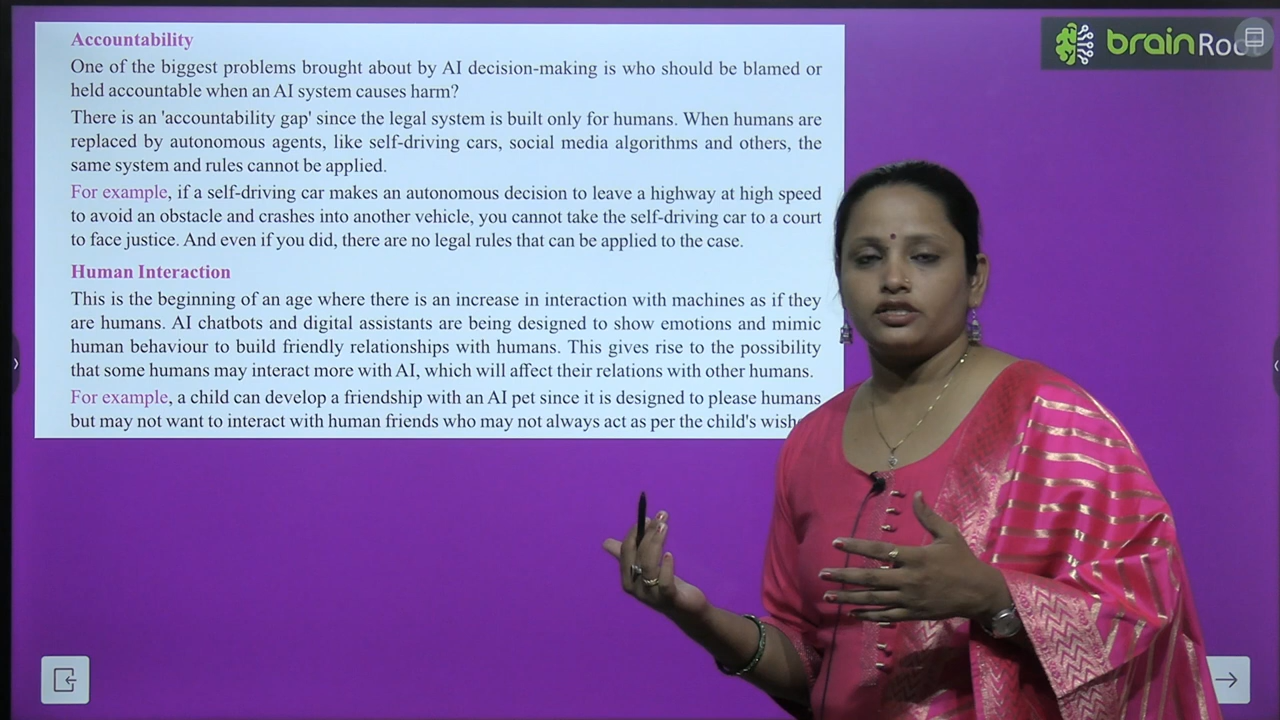 Accountability
One of the biggest problems brought about by AI decision-making is who should be blamed or
held accountable when an AI system causes harm?
There is an 'accountability gap' since the legal system is built only for humans. When humans are
replaced by autonomous agents, like self-driving cars, social media algorithms and others, the
same system and rules cannot be applied.
For example, if a self-driving car makes an autonomous decision to leave a highway at high speed
to avoid an obstacle and crashes into another vehicle, you cannot take the self-driving car to a court
to face justice. And even if you did, there are no legal rules that can be applied to the case.
Human Interaction
This is the beginning of an age where there is an increase in interaction with machines as if they
are humans. AI chatbots and digital assistants are being designed to show emotions and mimic
human behaviour to build friendly relationships with humans. This gives rise to the possibility
that some humans may interact more with AI, which will affect their relations with other humans.
For example, a child can develop a friendship with an AI pet since it is designed to please humans
but may not want to interact with human friends who may not always act as per the child's
brain